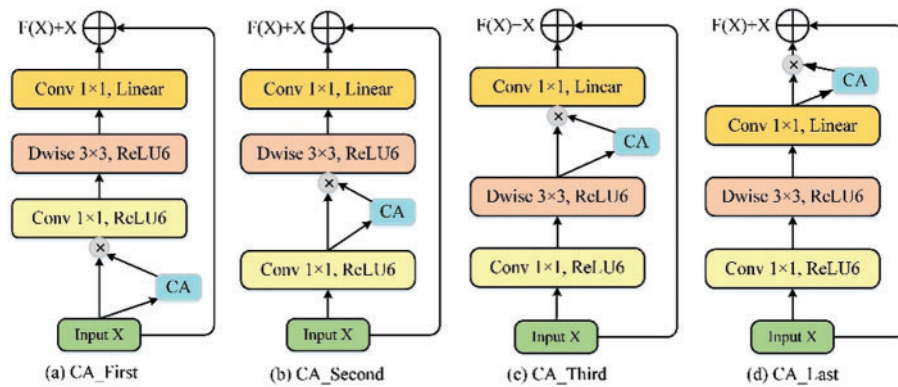 F(X)+X
Conv 1×1, Linear
Dwise 3×3, ReLU6
Conv 1×1, ReLU6
×
CA
Input X
(a) CA_First
F(X)+X
Conv 1×1, Linear
Dwise 3×3, ReLU6
×
CA
Conv 1×1, ReLU6
Input X
(b) CA_Second
F(X)−X
Conv 1×1, Linear
×
CA
Dwise 3×3, ReLU6
Conv 1×1, ReLU6
Input X
(c) CA_Third
F(X)+X
×
CA
Conv 1×1, Linear
Dwise 3×3, ReLU6
Conv 1×1, ReLU6
Input X
(d) CA_Last